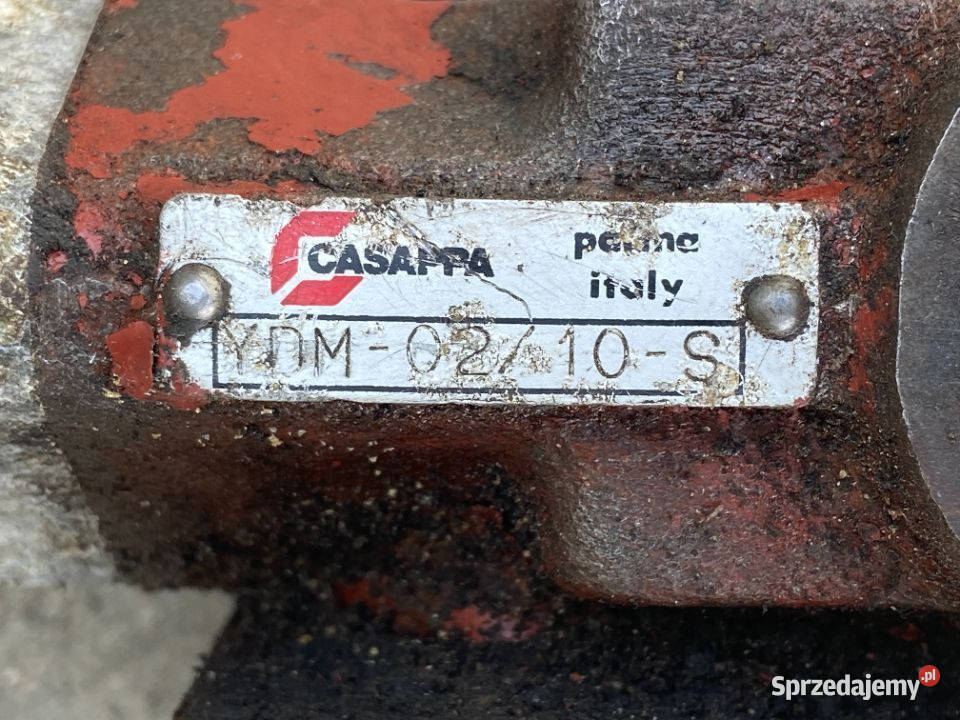 CASAPPA
parma
italy
YDM-02/10-S
Sprzedajemy.pl